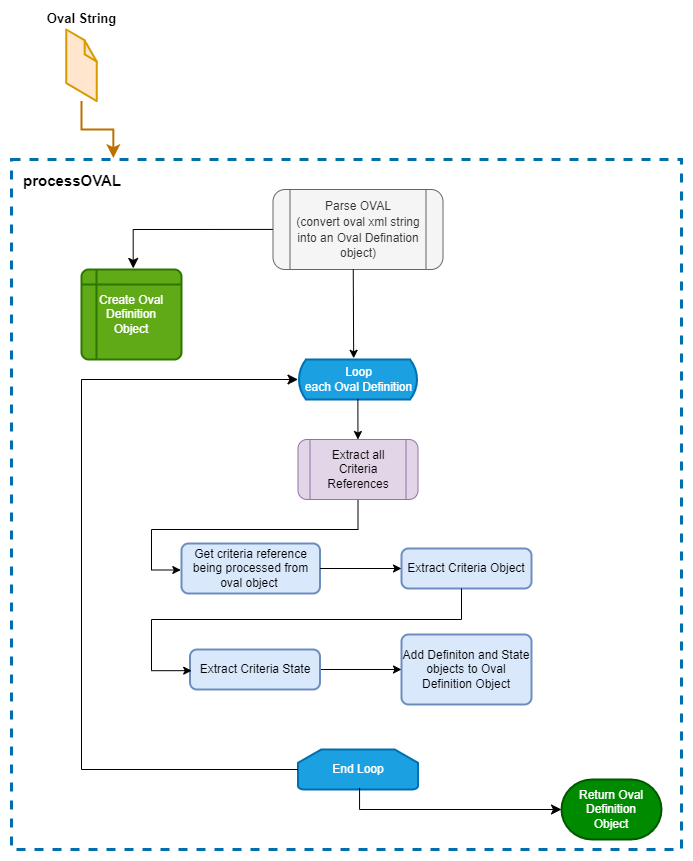 Oval String
processOVAL
Parse OVAL
(convert oval xml string
into an Oval Defination
object)
Create Oval
Definition
Object
Loop
each Oval Definition
Extract all
Criteria
References
Get criteria reference
being processed from
oval object
Extract Criteria Object
Extract Criteria State
Add Definiton and State
objects to Oval
Definition Object
End Loop
Return Oval
Definition
Object